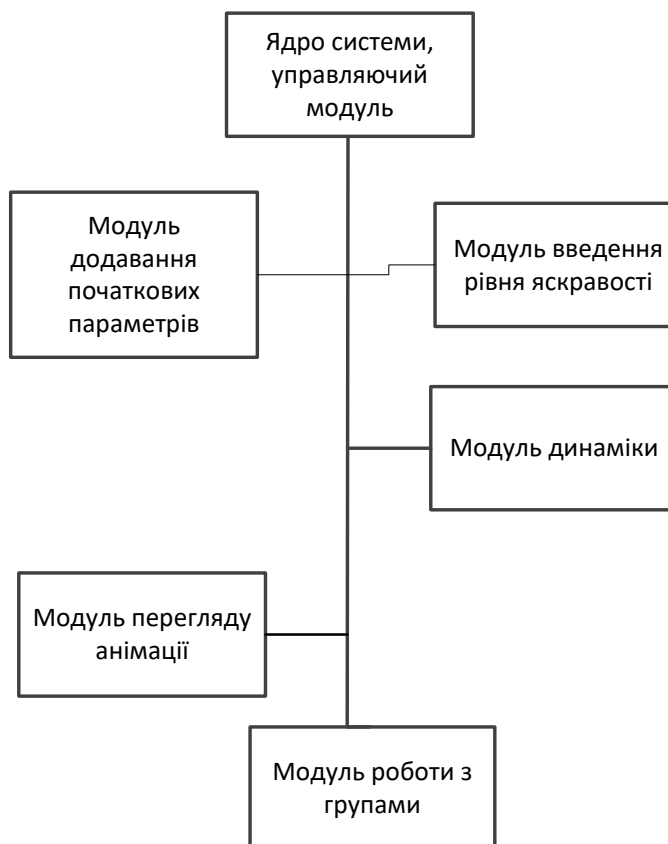 Ядро системи,
управляючий
модуль
Модуль
додавання
початкових
параметрів
Модуль введення
рівня яскравості
Модуль динаміки
Модуль перегляду
анімації
Модуль роботи з
групами